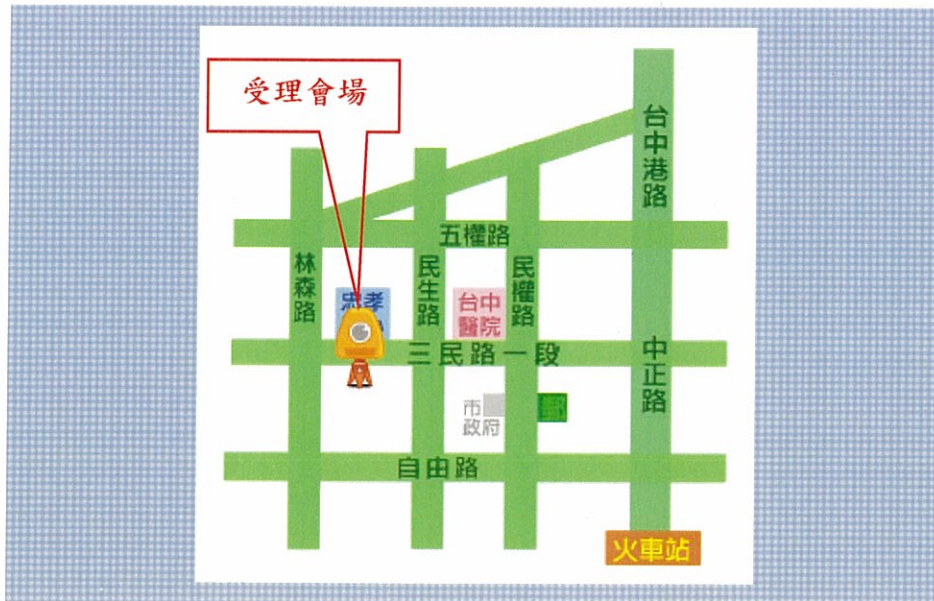 受理會場
台中港路
五權路
林森路
民生路
民權路
忠孝
台中
醫院
三民路一段
中正路
市
政府
自由路
火車站